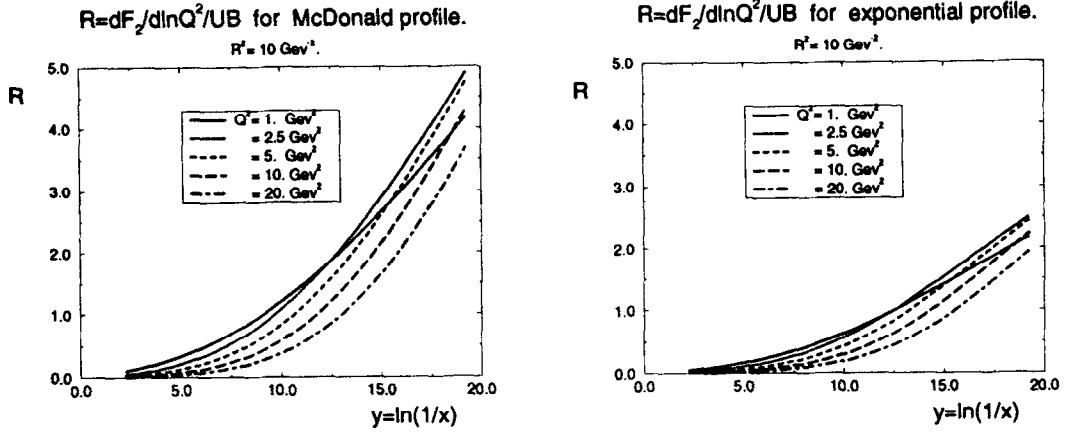 R=dF₂/dlnQ²/UB for McDonald profile.
R²= 10 Gev⁻².
5.0
R
4.0
3.0
2.0
1.0
0.0
Q²= 1. Gev²
= 2.5 Gev²
= 5. Gev²
= 10. Gev²
= 20. Gev²
0.0 5.0 10.0 15.0 20.0
y=ln(1/x)
R=dF₂/dlnQ²/UB for exponential profile.
R²= 10 Gev⁻².
5.0
R
4.0
3.0
2.0
1.0
0.0
Q²= 1. Gev²
= 2.5 Gev²
= 5. Gev²
= 10. Gev²
= 20. Gev²
0.0 5.0 10.0 15.0 20.0
y=ln(1/x)